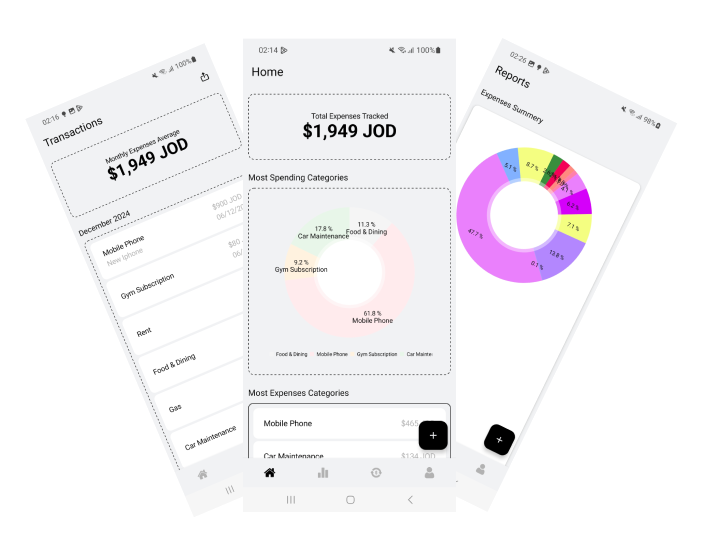 02:16
100%
Transactions
Monthly Expenses Average
$1,949 JOD
December 2024
Mobile Phone
$900 JOD
New Iphone
06/12/20
Gym Subscription
$80
06/
Rent
Food & Dining
Gas
Car Maintenance
02:14
100%
Home
Total Expenses Tracked
$1,949 JOD
Most Spending Categories
17.8 %
Car Maintenance
11.3 %
Food & Dining
9.2 %
Gym Subscription
61.8 %
Mobile Phone
Food & Dining Mobile Phone Gym Subscription Car Mainte
Most Expenses Categories
Mobile Phone
$465
+
Car Maintenance
$134 JOD
02:26
98%
Reports
Expenses Summery
5.1 %
8.7 %
7.1 %
47.7 %
13.8 %
0.1 %
+